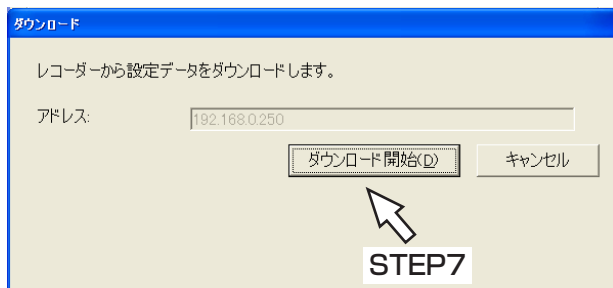 ダウンロード
レコーダーから設定データをダウンロードします。
アドレス: 192.168.0.250
ダウンロード開始(D) キャンセル
STEP7